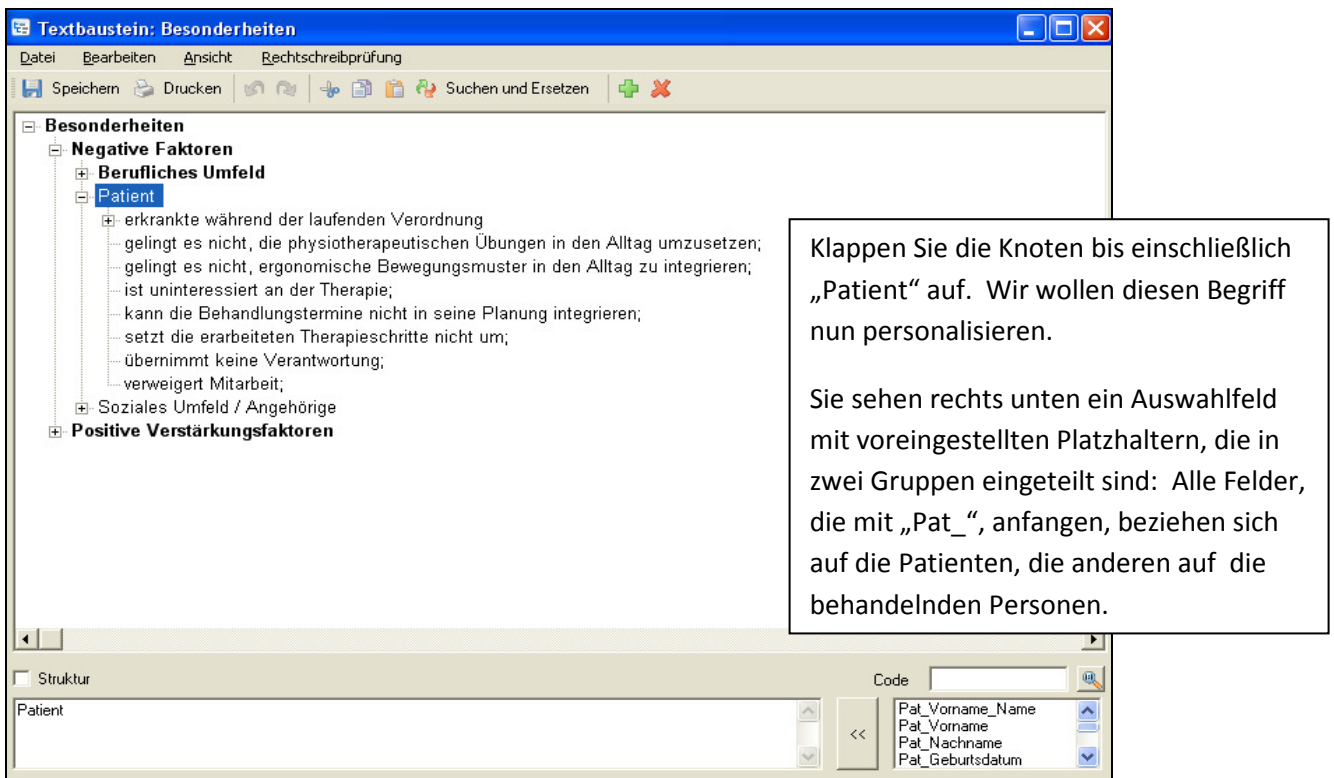 Textbaustein: Besonderheiten
Datei Bearbeiten Ansicht Rechtschreibprüfung
Speichern Drucken Suchen und Ersetzen
Besonderheiten
Negative Faktoren
Berufliches Umfeld
Patient
erkrankte während der laufenden Verordnung
gelingt es nicht, die physiotherapeutischen Übungen in den Alltag umzusetzen;
gelingt es nicht, ergonomische Bewegungsmuster in den Alltag zu integrieren;
ist uninteressiert an der Therapie;
kann die Behandlungstermine nicht in seine Planung integrieren;
setzt die erarbeiteten Therapieschritte nicht um;
übernimmt keine Verantwortung;
verweigert Mitarbeit;
Soziales Umfeld / Angehörige
Positive Verstärkungsfaktoren
Klappen Sie die Knoten bis einschließlich
„Patient“ auf. Wir wollen diesen Begriff
nun personalisieren.
Sie sehen rechts unten ein Auswahlfeld
mit voreingestellten Platzhaltern, die in
zwei Gruppen eingeteilt sind: Alle Felder,
die mit „Pat_“, anfangen, beziehen sich
auf die Patienten, die anderen auf die
behandelnden Personen.
Struktur
Code
Patient
<<
Pat_Vorname_Name
Pat_Vorname
Pat_Nachname
Pat_Geburtsdatum